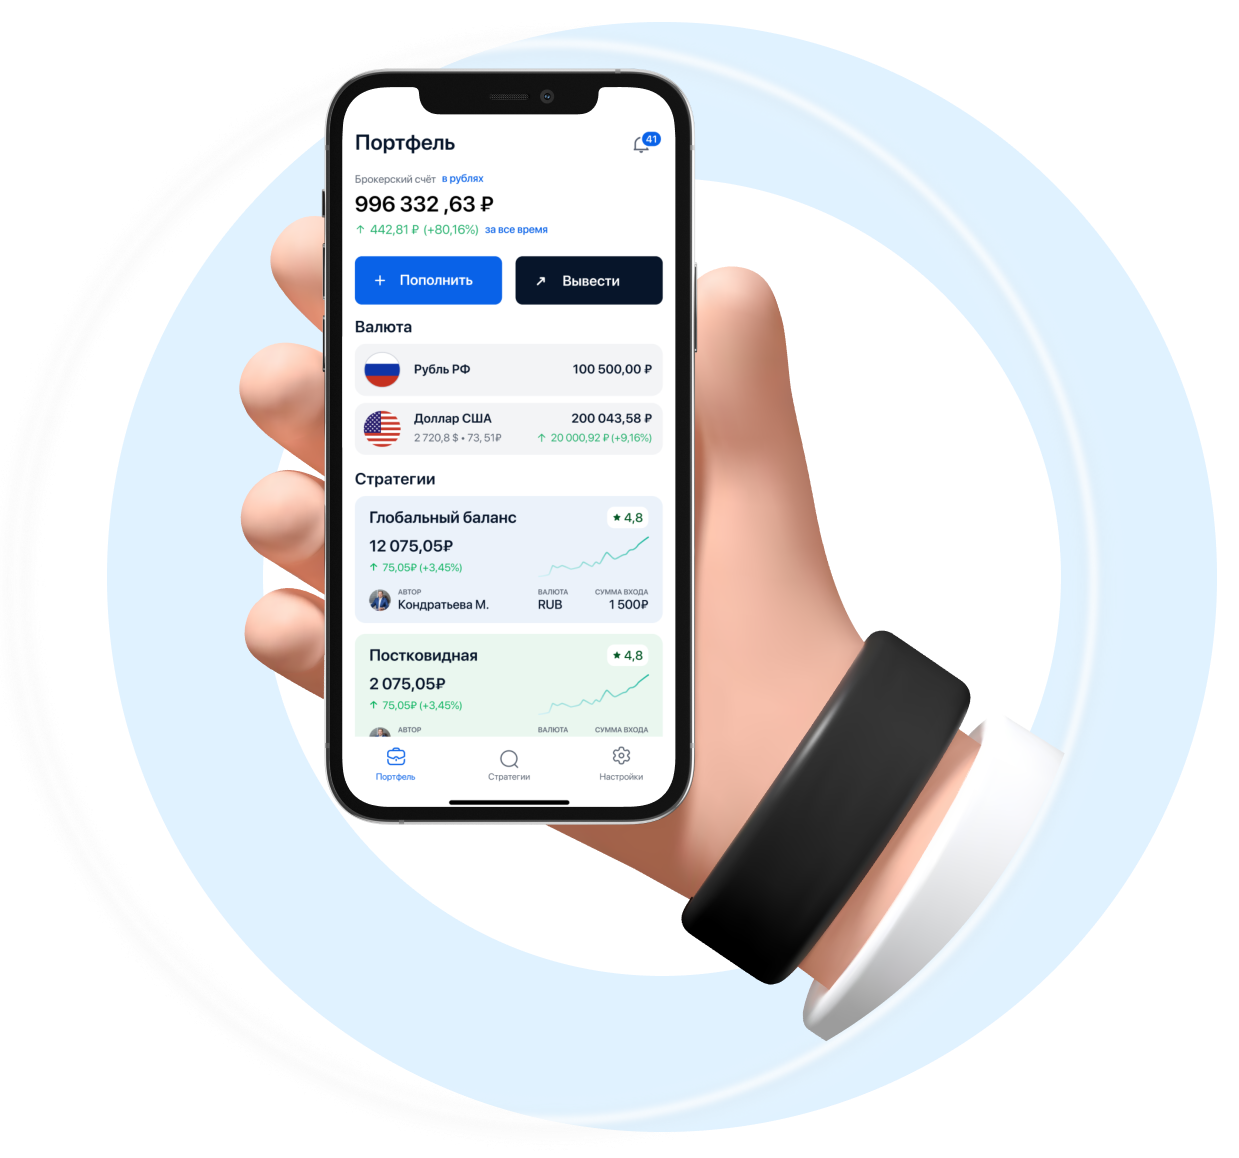 Портфель
41
Брокерский счёт в рублях
996 332 ,63 ₽
↑ 442,81 ₽ (+80,16%) за все время
+ Пополнить
↗ Вывести
Валюта
Рубль РФ 100 500,00 ₽
Доллар США 200 043,58 ₽
2 720,8 $ • 73, 51₽ ↑ 20 000,92 ₽ (+9,16%)
Стратегии
Глобальный баланс ★ 4,8
12 075,05₽
↑ 75,05₽ (+3,45%)
АВТОР ВАЛЮТА СУММА ВХОДА
Кондратьева М. RUB 1 500₽
Постковидная ★ 4,8
2 075,05₽
↑ 75,05₽ (+3,45%)
АВТОР ВАЛЮТА СУММА ВХОДА
Портфель Стратегии Настройки